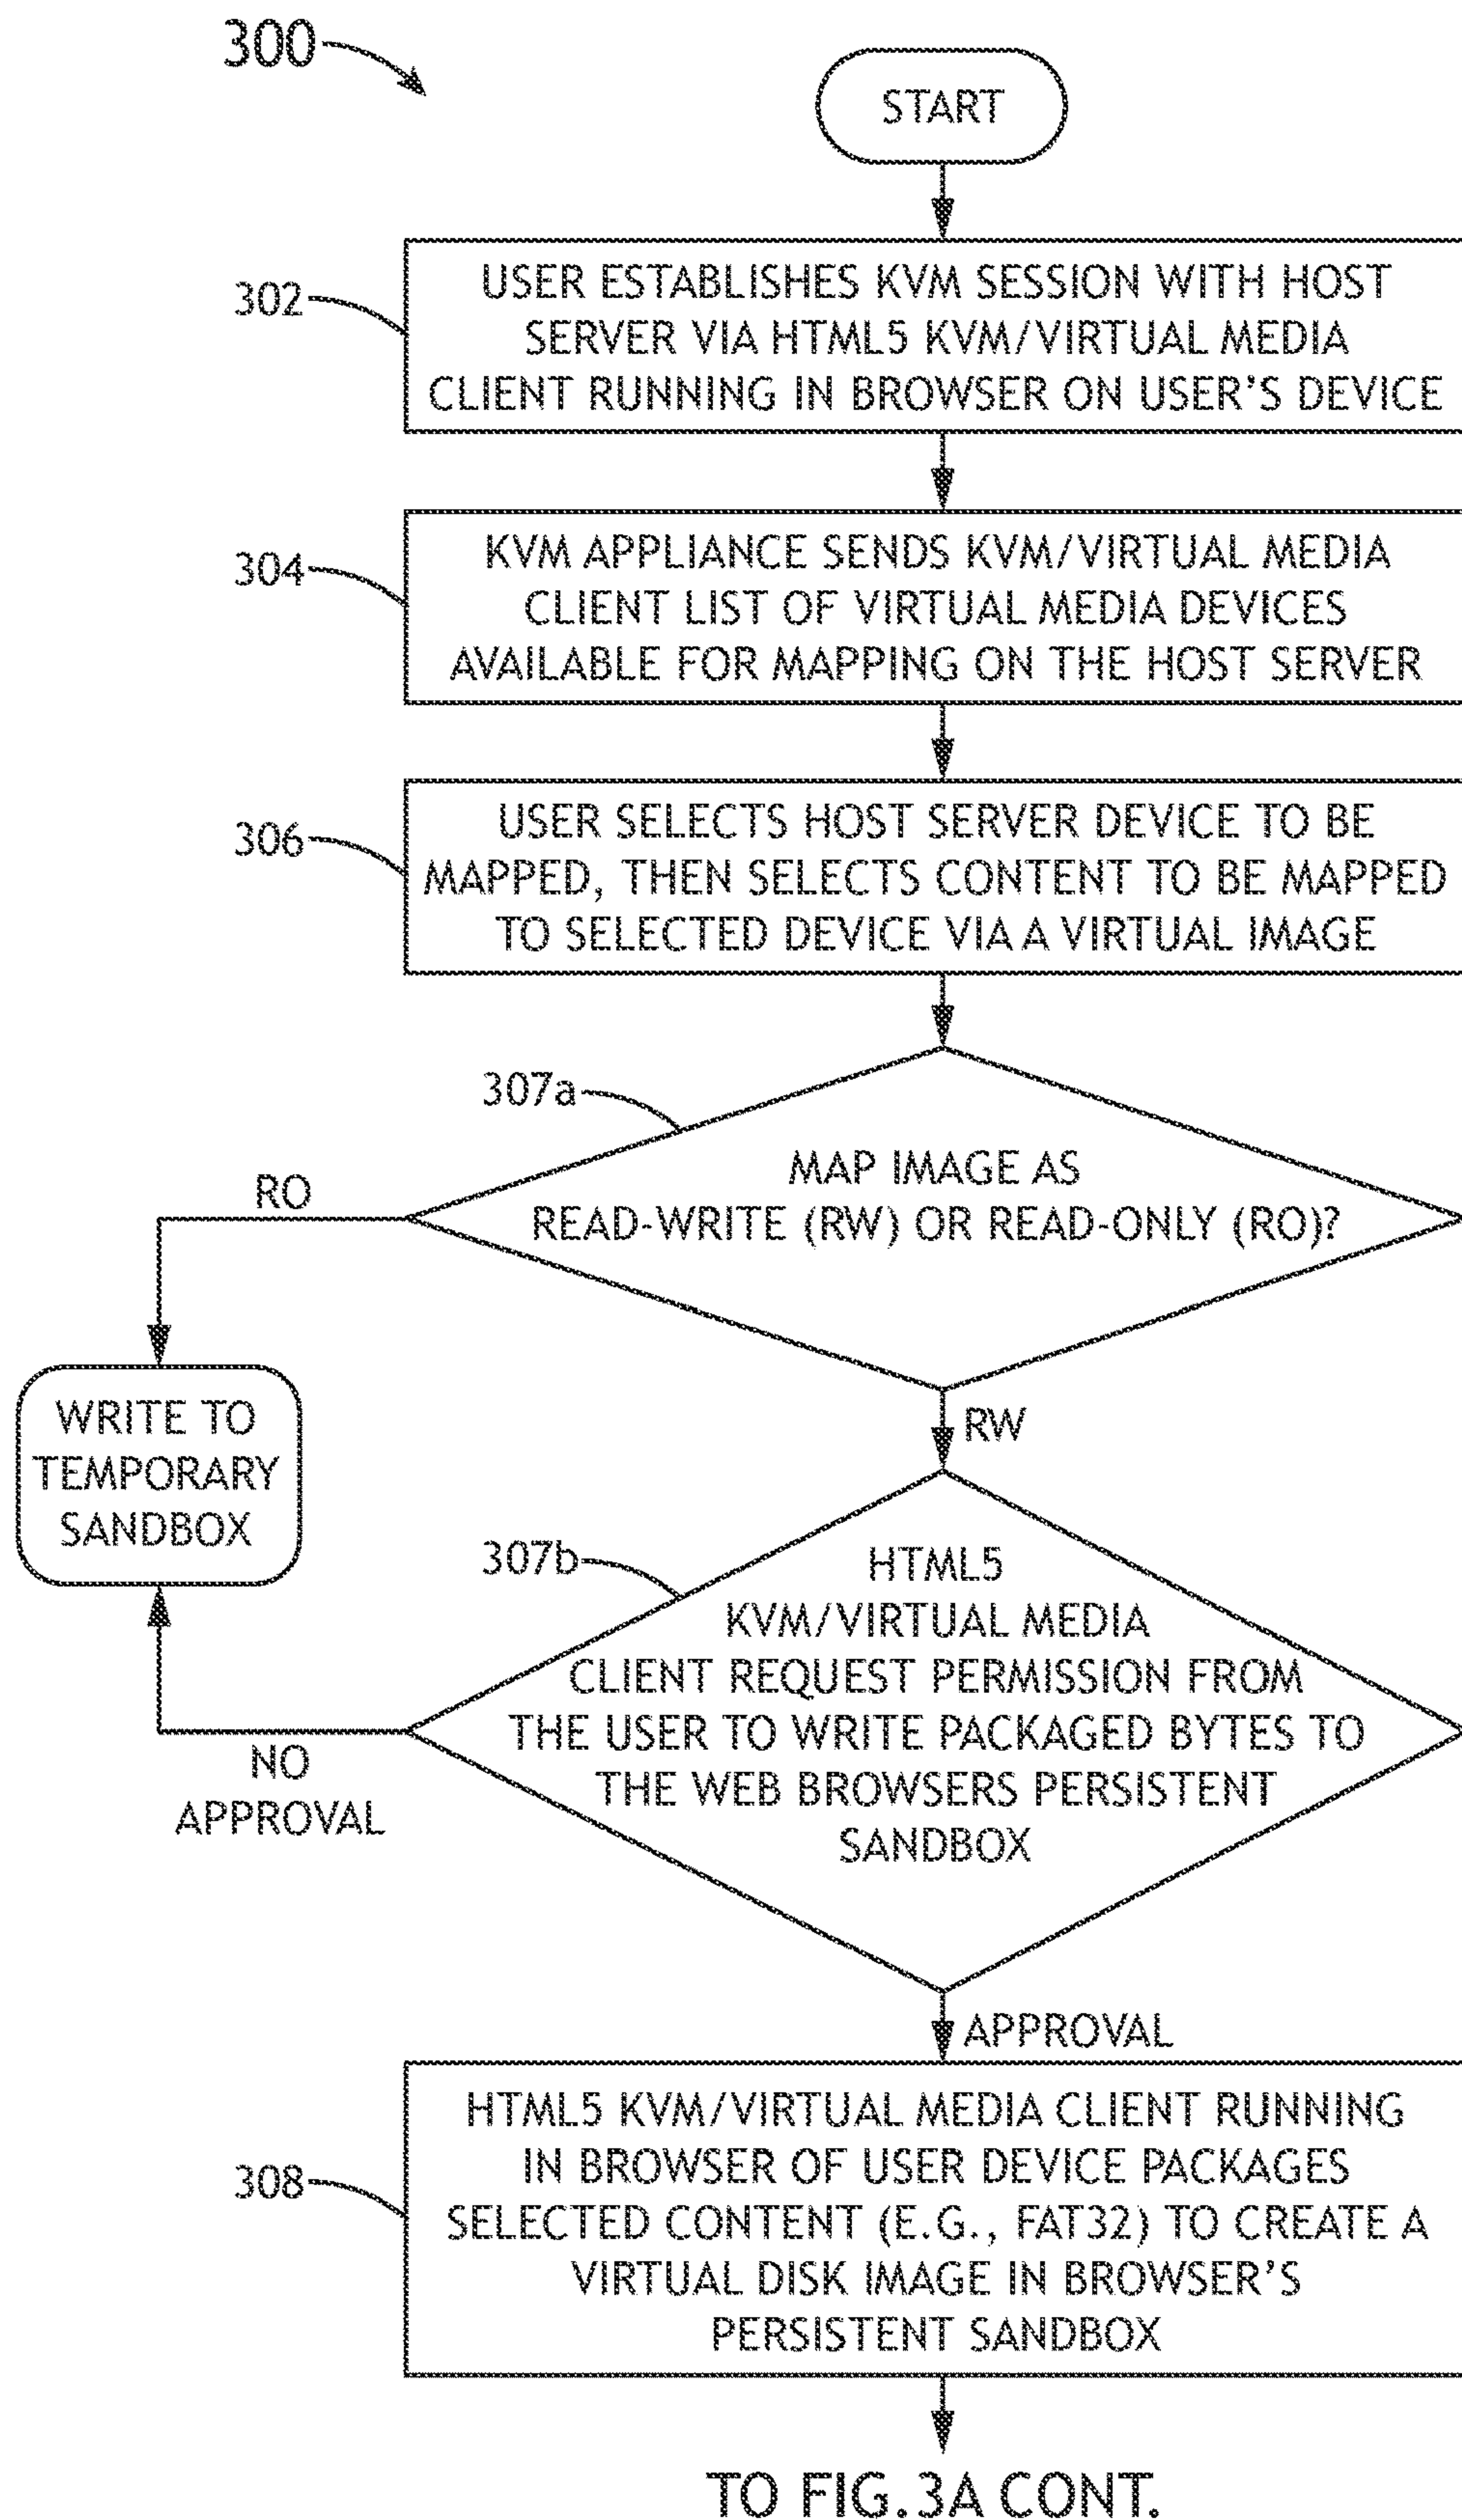 300
START
302
USER ESTABLISHES KVM SESSION WITH HOST
SERVER VIA HTML5 KVM/VIRTUAL MEDIA
CLIENT RUNNING IN BROWSER ON USER'S DEVICE
304
KVM APPLIANCE SENDS KVM/VIRTUAL MEDIA
CLIENT LIST OF VIRTUAL MEDIA DEVICES
AVAILABLE FOR MAPPING ON THE HOST SERVER
306
USER SELECTS HOST SERVER DEVICE TO BE
MAPPED, THEN SELECTS CONTENT TO BE MAPPED
TO SELECTED DEVICE VIA A VIRTUAL IMAGE
307a
MAP IMAGE AS
READ-WRITE (RW) OR READ-ONLY (RO)?
RO
WRITE TO
TEMPORARY
SANDBOX
RW
307b
HTML5
KVM/VIRTUAL MEDIA
CLIENT REQUEST PERMISSION FROM
THE USER TO WRITE PACKAGED BYTES TO
THE WEB BROWSERS PERSISTENT
SANDBOX
NO
APPROVAL
APPROVAL
308
HTML5 KVM/VIRTUAL MEDIA CLIENT RUNNING
IN BROWSER OF USER DEVICE PACKAGES
SELECTED CONTENT (E.G., FAT32) TO CREATE A
VIRTUAL DISK IMAGE IN BROWSER'S
PERSISTENT SANDBOX
TO FIG.3A CONT.